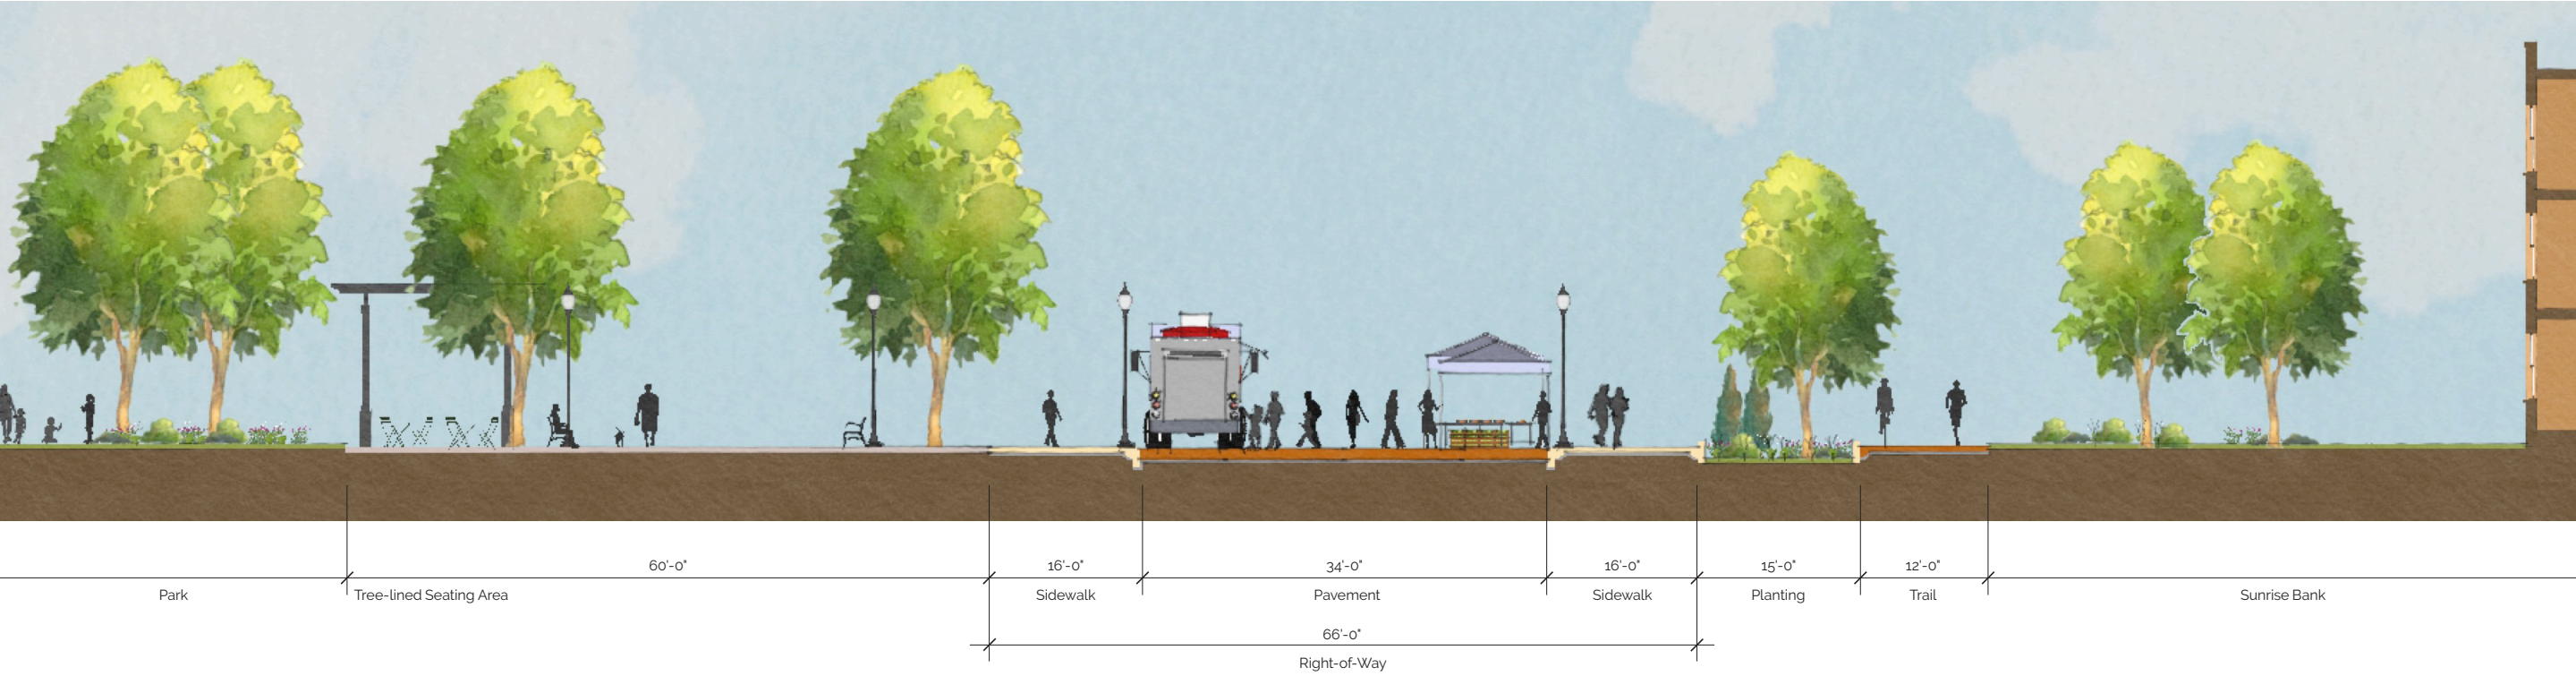 60'-0" 16'-0" 34'-0" 16'-0" 15'-0" 12'-0"
Park Tree-lined Seating Area Sidewalk Pavement Sidewalk Planting Trail Sunrise Bank
66'-0"
Right-of-Way